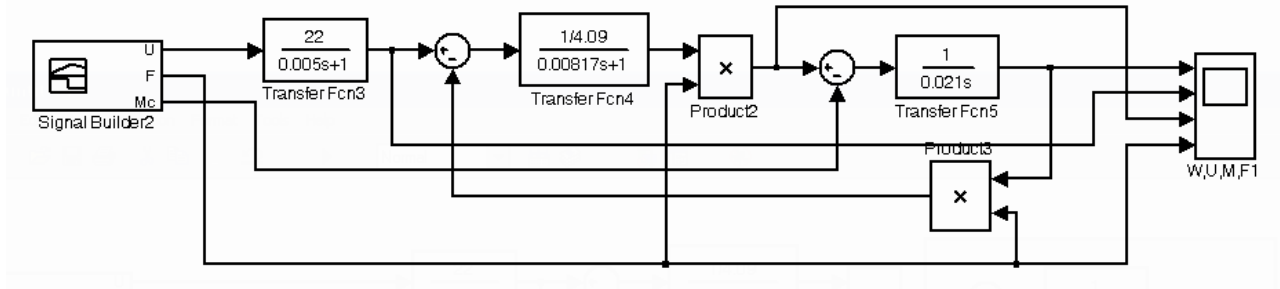 U
F
Mc
Signal Builder2
22
0.005s+1
Transfer Fcn3
1/4.09
0.00817s+1
Transfer Fcn4
×
Product2
1
0.021s
Transfer Fcn5
Product3
×
W,U,M,F1